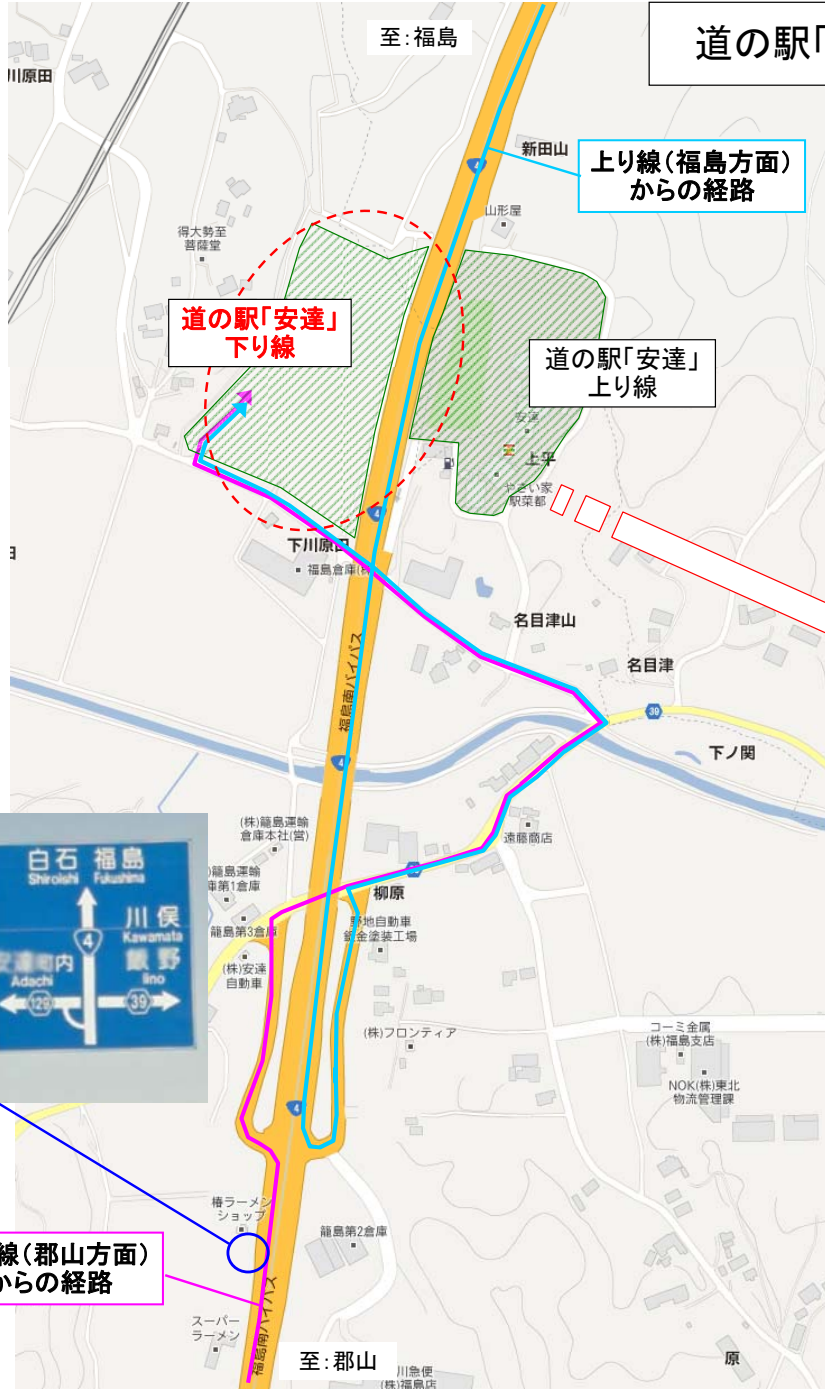 至:福島
道の駅「
川原田
新田山
4
上り線(福島方面)
からの経路
山形屋
得大勢至
菩薩堂
道の駅「安達」
下り線
道の駅「安達」
上り線
安達
上平
やさい家
駅菜都
4
下川原田
福島倉庫(株
名目津山
名目津
福島南バイパス
39
4
下ノ関
(株)籠島運輸
倉庫本社(営)
遠藤商店
籠島運輸
庫第1倉庫
柳原
籠島第3倉庫
野地自動車
鈑金塗装工場
(株)安達
自動車
白石 福島
Shiroishi Fukushima
4
川俣
Kawamata
安達町内
Adachi
飯野
Iino
129
39
(株)フロンティア
コーミ金属
(株)福島支店
NOK(株)東北
物流管理課
4
椿ラーメン
ショップ
籠島第2倉庫
線(郡山方面)
からの経路
福島南バイパス
スーパー
ラーメン
至:郡山
原
川急便
(株)福島店